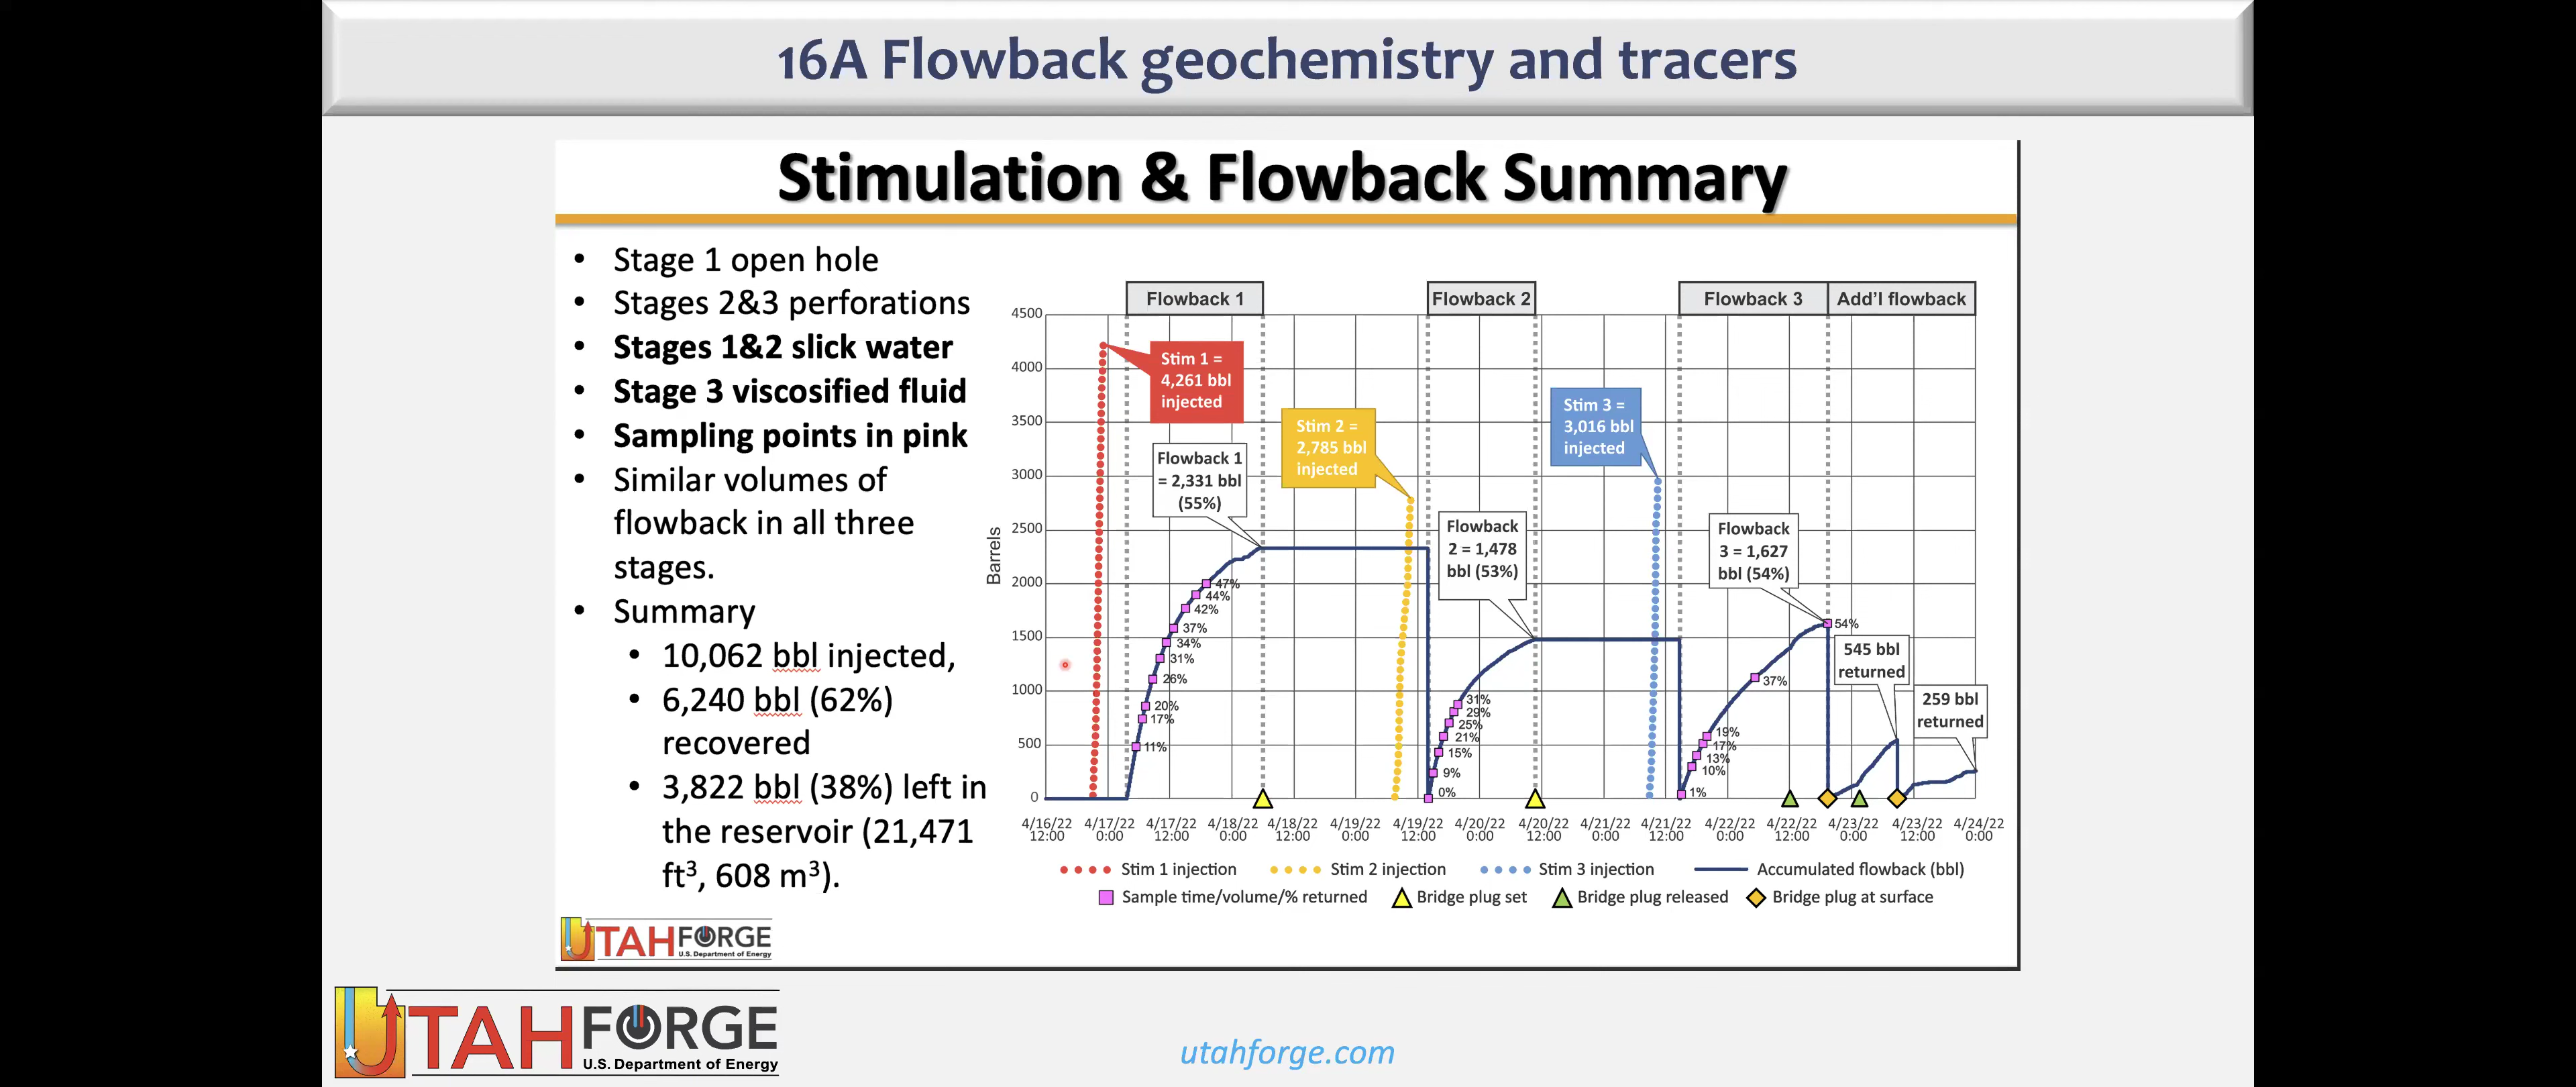 16A Flowback geochemistry and tracers
Stimulation & Flowback Summary
• Stage 1 open hole
• Stages 2&3 perforations
• Stages 1&2 slick water
• Stage 3 viscosified fluid
• Sampling points in pink
• Similar volumes of
flowback in all three
stages.
• Summary
• 10,062 bbl injected,
• 6,240 bbl (62%)
recovered
• 3,822 bbl (38%) left in
the reservoir (21,471
ft³, 608 m³).
Flowback 1
Flowback 2
Flowback 3
Add'l flowback
Barrels
4500
4000
3500
3000
2500
2000
1500
1000
500
0
Stim 1 =
4,261 bbl
injected
Flowback 1
= 2,331 bbl
(55%)
Stim 2 =
2,785 bbl
injected
Flowback
2 = 1,478
bbl (53%)
Stim 3 =
3,016 bbl
injected
Flowback
3 = 1,627
bbl (54%)
545 bbl
returned
259 bbl
returned
47%
44%
42%
37%
34%
31%
26%
20%
17%
11%
31%
29%
25%
21%
15%
9%
0%
54%
37%
19%
17%
13%
10%
1%
4/16/22 4/17/22 4/17/22 4/18/22 4/18/22 4/19/22 4/19/22 4/20/22 4/20/22 4/21/22 4/21/22 4/22/22 4/22/22 4/23/22 4/23/22 4/24/22
12:00 0:00 12:00 0:00 12:00 0:00 12:00 0:00 12:00 0:00 12:00 0:00 12:00 0:00 12:00 0:00
Stim 1 injection Stim 2 injection Stim 3 injection Accumulated flowback (bbl)
Sample time/volume/% returned Bridge plug set Bridge plug released Bridge plug at surface
UTAH FORGE
U.S. Department of Energy
UTAH FORGE
U.S. Department of Energy
utahforge.com